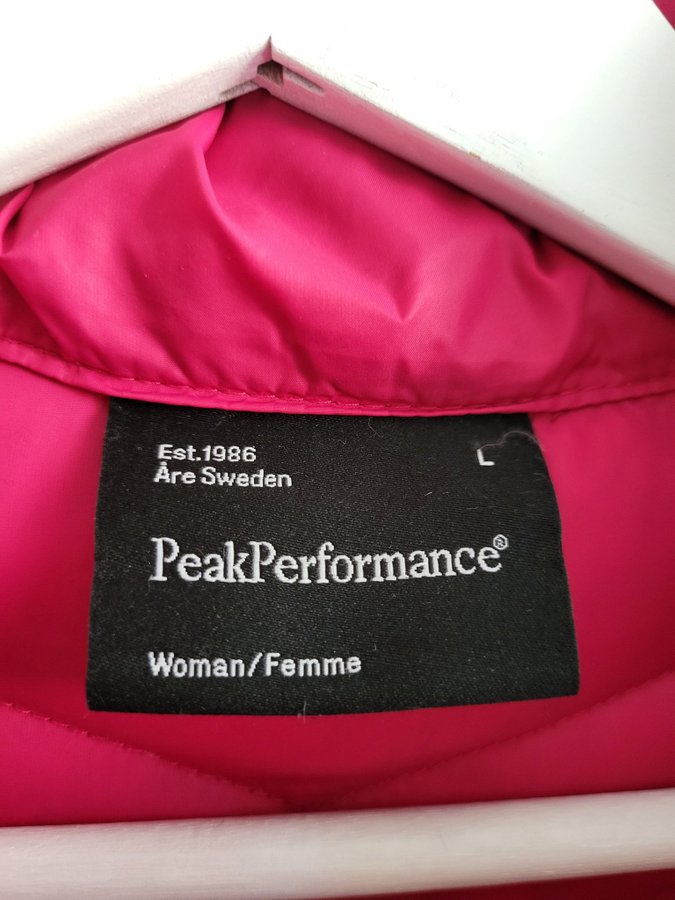 Est.1986
Åre Sweden
L
PeakPerformance®
Woman/Femme